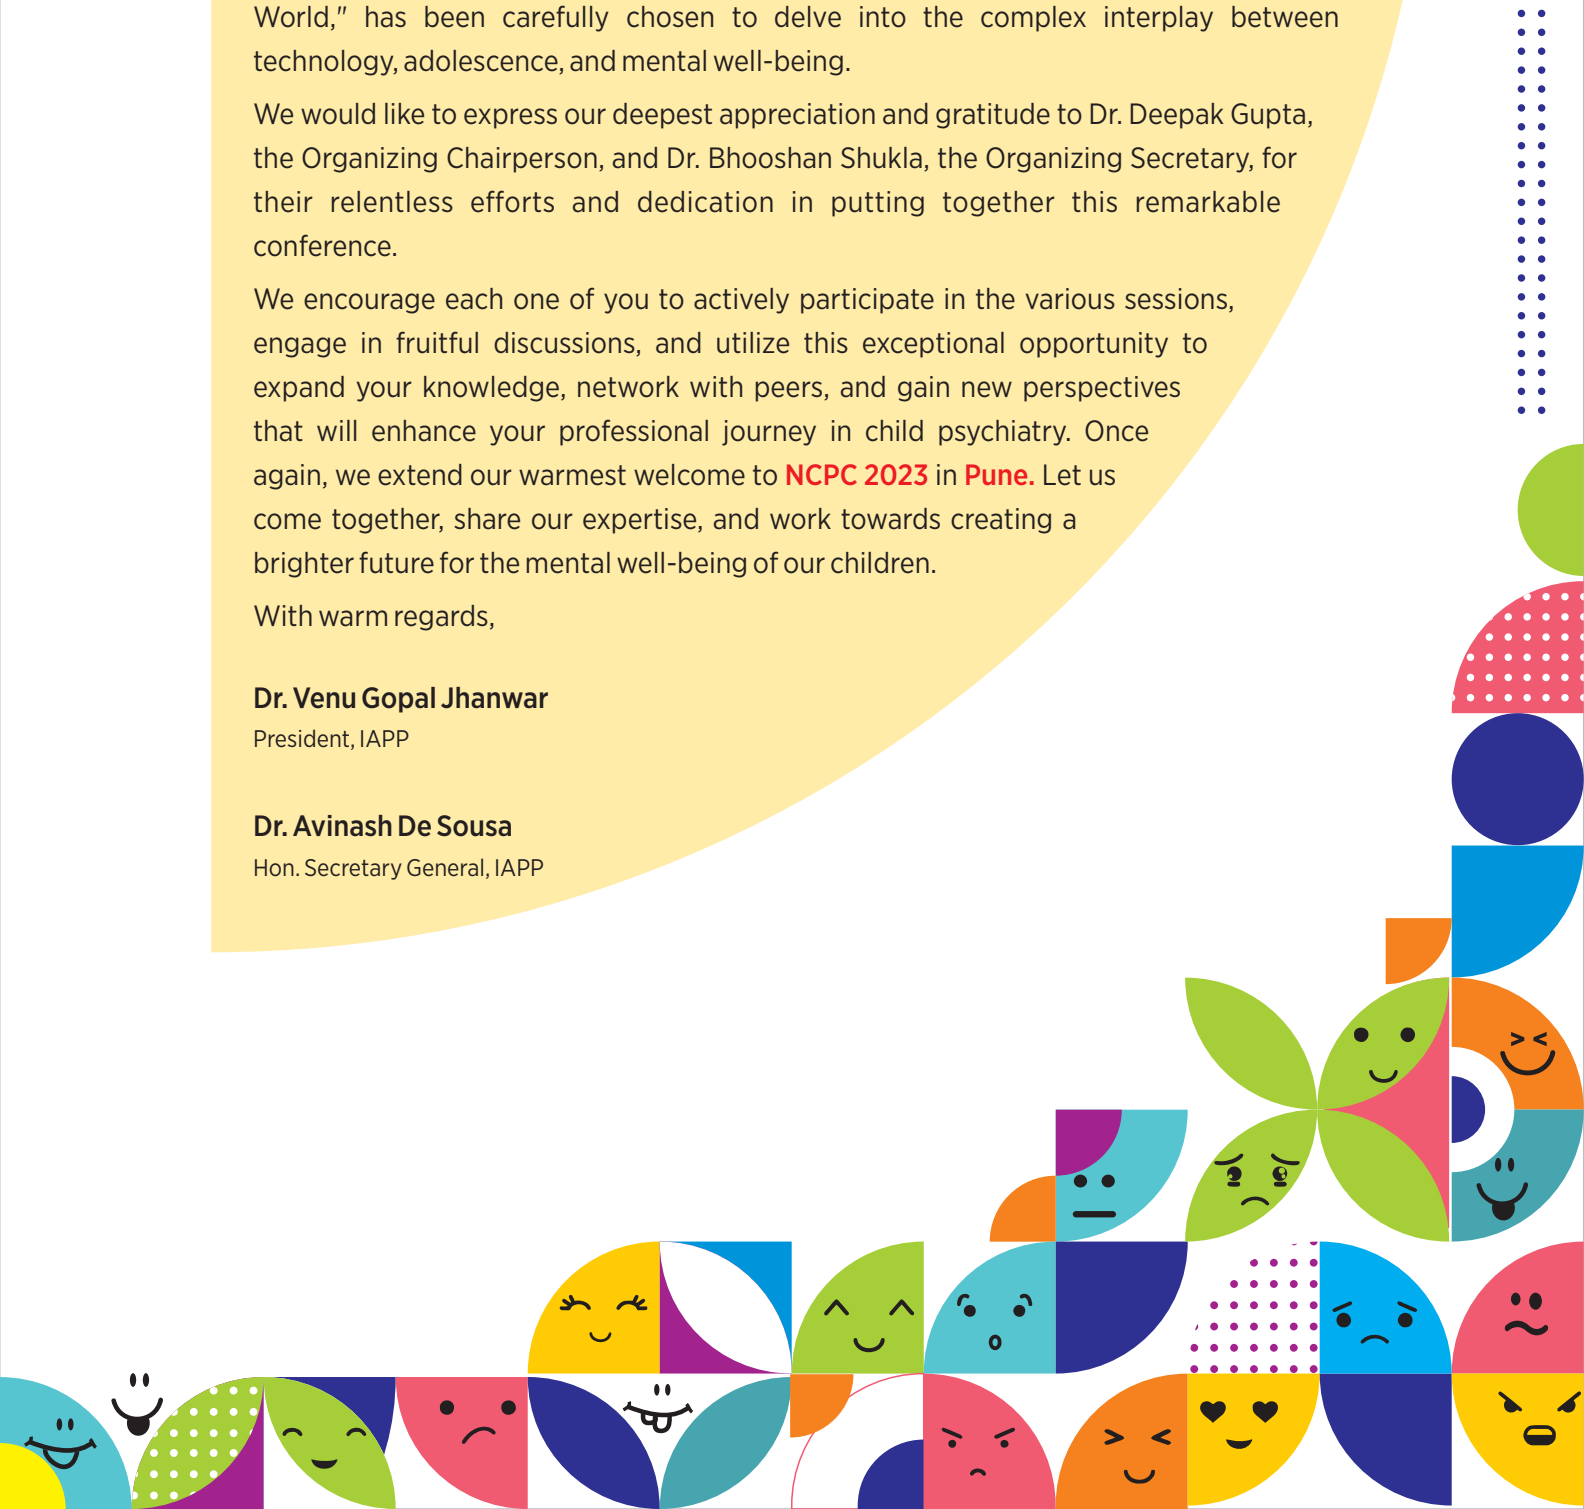 World," has been carefully chosen to delve into the complex interplay between
technology, adolescence, and mental well-being.
We would like to express our deepest appreciation and gratitude to Dr. Deepak Gupta,
the Organizing Chairperson, and Dr. Bhooshan Shukla, the Organizing Secretary, for
their relentless efforts and dedication in putting together this remarkable
conference.
We encourage each one of you to actively participate in the various sessions,
engage in fruitful discussions, and utilize this exceptional opportunity to
expand your knowledge, network with peers, and gain new perspectives
that will enhance your professional journey in child psychiatry. Once
again, we extend our warmest welcome to NCPC 2023 in Pune. Let us
come together, share our expertise, and work towards creating a
brighter future for the mental well-being of our children.
With warm regards,
Dr. Venu Gopal Jhanwar
President, IAPP
Dr. Avinash De Sousa
Hon. Secretary General, IAPP